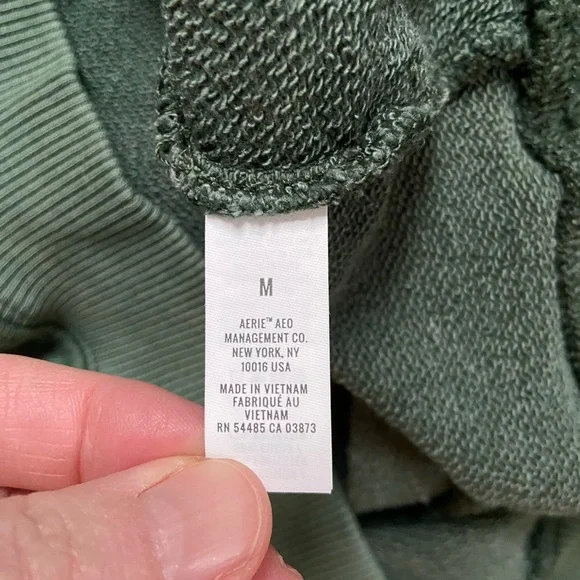 M
AERIE™ AEO
MANAGEMENT CO.
NEW YORK, NY
10016 USA
MADE IN VIETNAM
FABRIQUÉ AU
VIETNAM
RN 54485 CA 03873